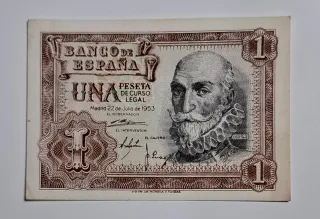 BANCO DE
ESPAÑA
1
UNA PESETA
DE CURSO
LEGAL
Madrid 22 de Julio de 1953
EL GOBERNADOR
EL INTERVENTOR
EL CAJERO
1
1